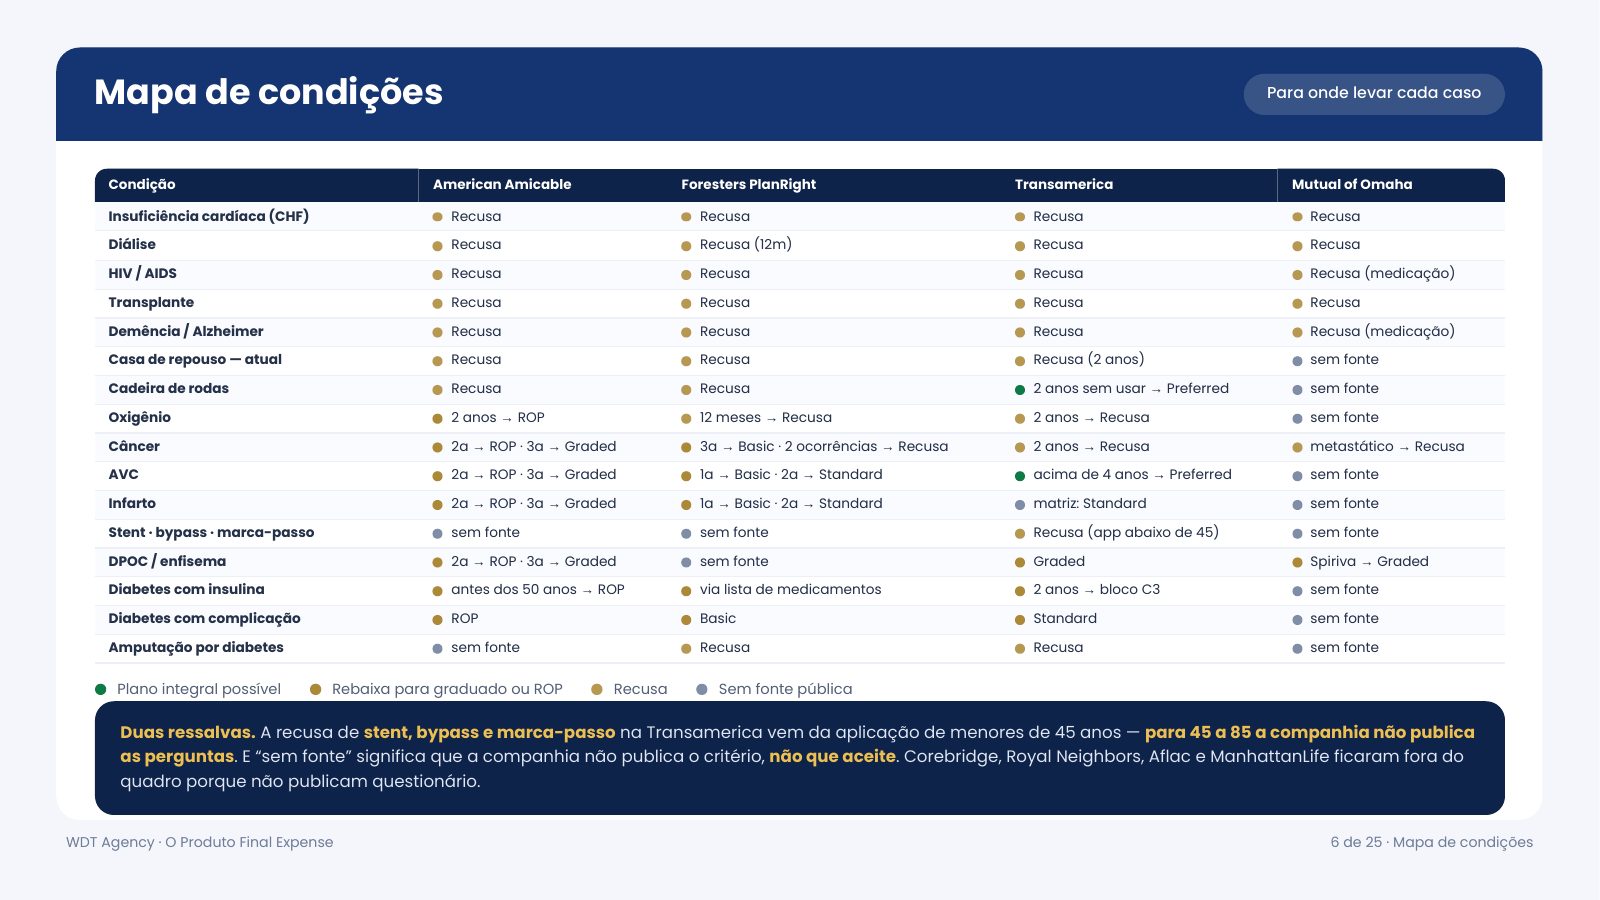 Mapa de condições
Para onde levar cada caso
Condição American Amicable Foresters PlanRight Transamerica Mutual of Omaha
Insuficiência cardíaca (CHF) Recusa Recusa Recusa Recusa
Diálise Recusa Recusa (12m) Recusa Recusa
HIV / AIDS Recusa Recusa Recusa Recusa (medicação)
Transplante Recusa Recusa Recusa Recusa
Demência / Alzheimer Recusa Recusa Recusa Recusa (medicação)
Casa de repouso — atual Recusa Recusa Recusa (2 anos) sem fonte
Cadeira de rodas Recusa Recusa 2 anos sem usar → Preferred sem fonte
Oxigênio 2 anos → ROP 12 meses → Recusa 2 anos → Recusa sem fonte
Câncer 2a → ROP · 3a → Graded 3a → Basic · 2 ocorrências → Recusa 2 anos → Recusa metastático → Recusa
AVC 2a → ROP · 3a → Graded 1a → Basic · 2a → Standard acima de 4 anos → Preferred sem fonte
Infarto 2a → ROP · 3a → Graded 1a → Basic · 2a → Standard matriz: Standard sem fonte
Stent · bypass · marca-passo sem fonte sem fonte Recusa (app abaixo de 45) sem fonte
DPOC / enfisema 2a → ROP · 3a → Graded sem fonte Graded Spiriva → Graded
Diabetes com insulina antes dos 50 anos → ROP via lista de medicamentos 2 anos → bloco C3 sem fonte
Diabetes com complicação ROP Basic Standard sem fonte
Amputação por diabetes sem fonte Recusa Recusa sem fonte
Plano integral possível Rebaixa para graduado ou ROP Recusa Sem fonte pública
Duas ressalvas. A recusa de stent, bypass e marca-passo na Transamerica vem da aplicação de menores de 45 anos — para 45 a 85 a companhia não publica
as perguntas. E “sem fonte” significa que a companhia não publica o critério, não que aceite. Corebridge, Royal Neighbors, Aflac e ManhattanLife ficaram fora do
quadro porque não publicam questionário.
WDT Agency · O Produto Final Expense
6 de 25 · Mapa de condições